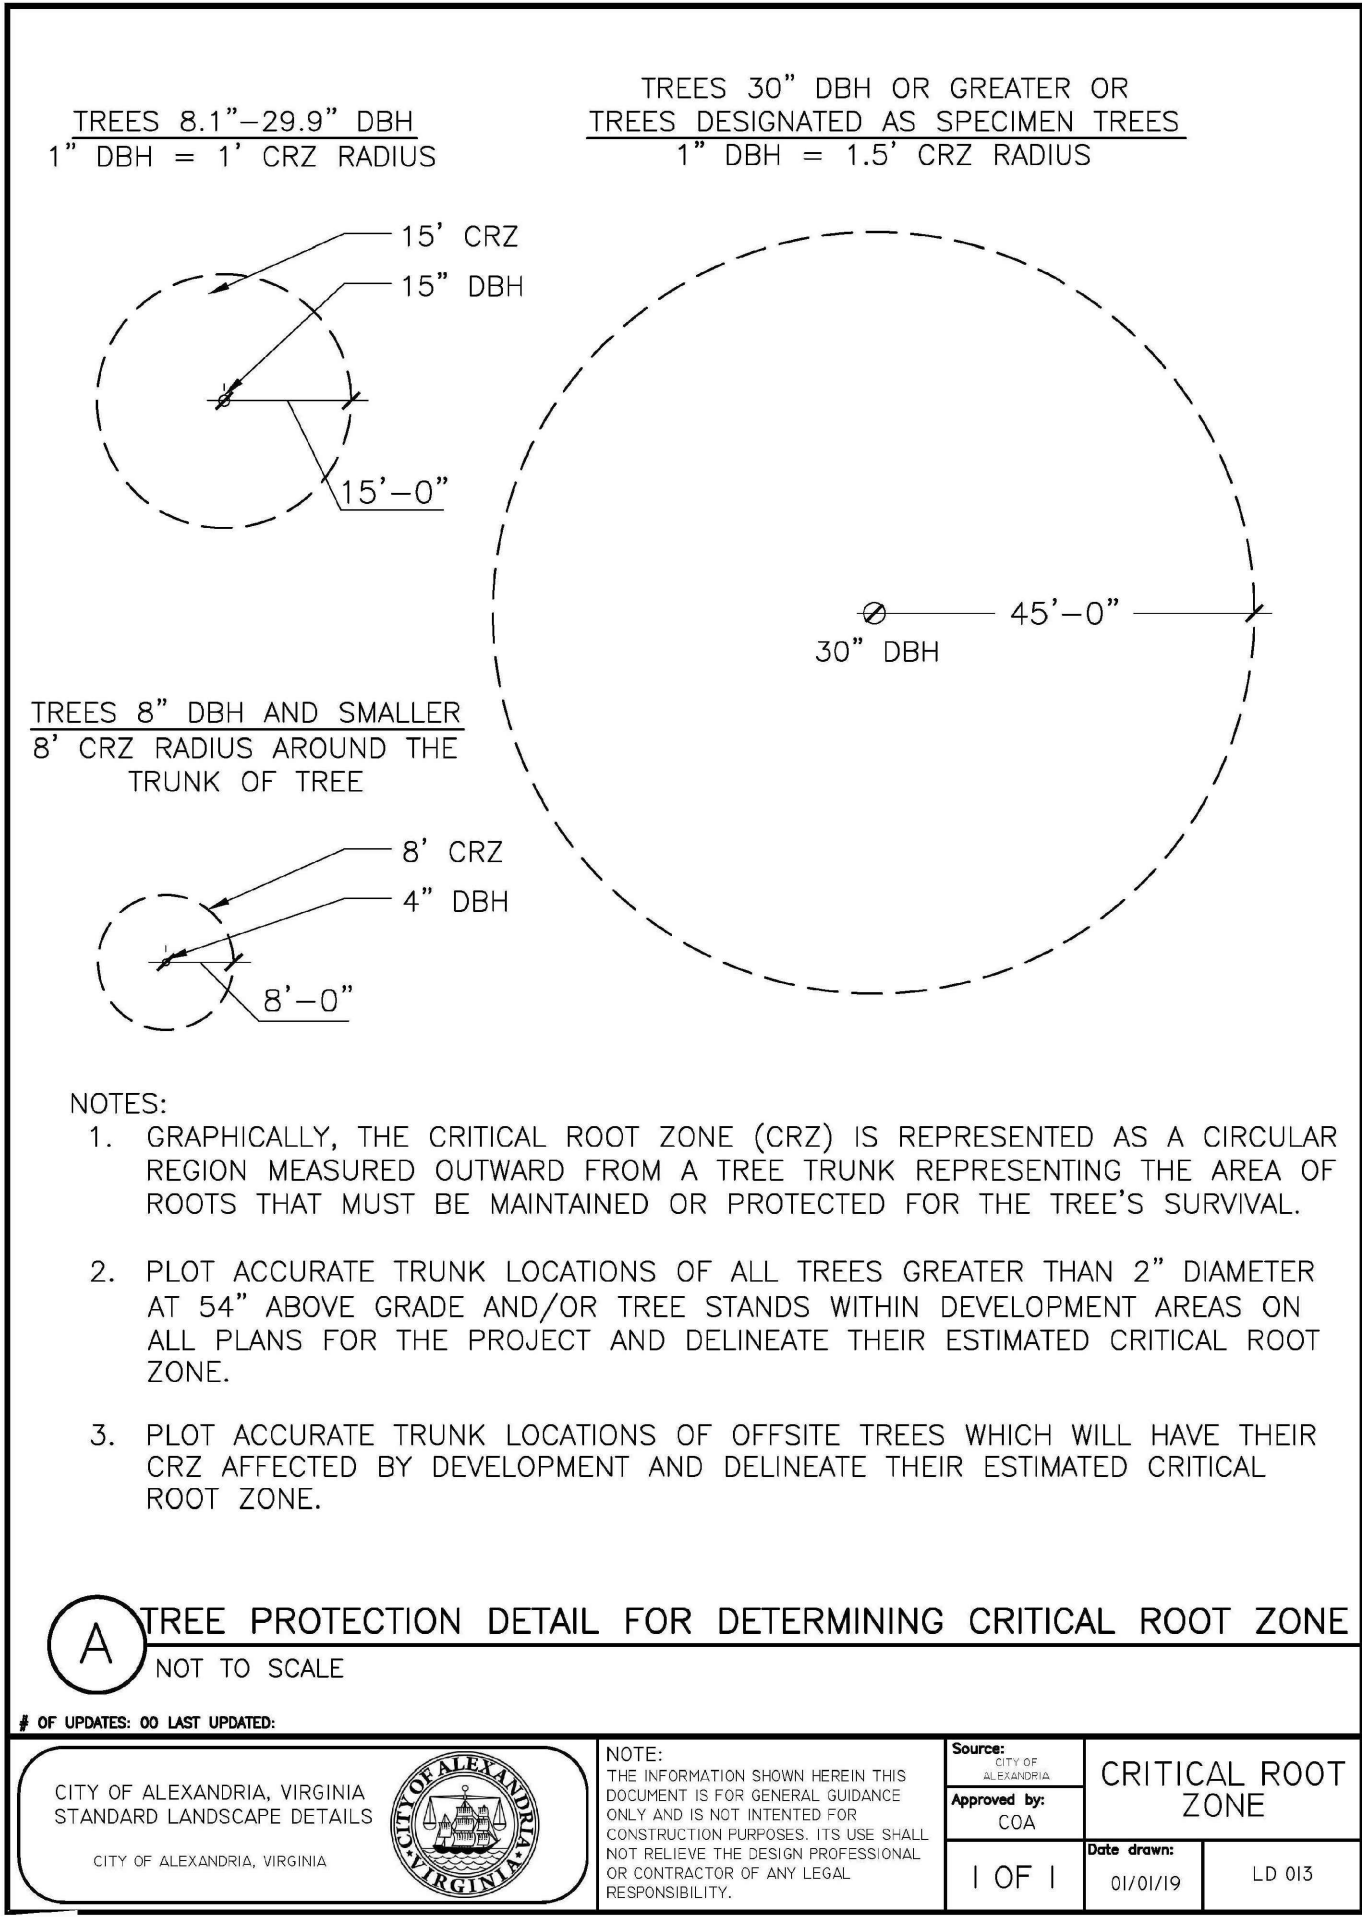 TREES 8.1"-29.9" DBH
1" DBH = 1' CRZ RADIUS
TREES 30" DBH OR GREATER OR
TREES DESIGNATED AS SPECIMEN TREES
1" DBH = 1.5' CRZ RADIUS
15' CRZ
15" DBH
15'-0"
45'-0"
30" DBH
TREES 8" DBH AND SMALLER
8' CRZ RADIUS AROUND THE
TRUNK OF TREE
8' CRZ
4" DBH
8'-0"
NOTES:
1. GRAPHICALLY, THE CRITICAL ROOT ZONE (CRZ) IS REPRESENTED AS A CIRCULAR
REGION MEASURED OUTWARD FROM A TREE TRUNK REPRESENTING THE AREA OF
ROOTS THAT MUST BE MAINTAINED OR PROTECTED FOR THE TREE'S SURVIVAL.
2. PLOT ACCURATE TRUNK LOCATIONS OF ALL TREES GREATER THAN 2" DIAMETER
AT 54" ABOVE GRADE AND/OR TREE STANDS WITHIN DEVELOPMENT AREAS ON
ALL PLANS FOR THE PROJECT AND DELINEATE THEIR ESTIMATED CRITICAL ROOT
ZONE.
3. PLOT ACCURATE TRUNK LOCATIONS OF OFFSITE TREES WHICH WILL HAVE THEIR
CRZ AFFECTED BY DEVELOPMENT AND DELINEATE THEIR ESTIMATED CRITICAL
ROOT ZONE.
A
TREE PROTECTION DETAIL FOR DETERMINING CRITICAL ROOT ZONE
NOT TO SCALE
# OF UPDATES: 00 LAST UPDATED:
CITY OF ALEXANDRIA, VIRGINIA
STANDARD LANDSCAPE DETAILS
CITY OF ALEXANDRIA, VIRGINIA
CITY OF ALEXANDRIA
VIRGINIA
NOTE:
THE INFORMATION SHOWN HEREIN THIS
DOCUMENT IS FOR GENERAL GUIDANCE
ONLY AND IS NOT INTENTED FOR
CONSTRUCTION PURPOSES. ITS USE SHALL
NOT RELIEVE THE DESIGN PROFESSIONAL
OR CONTRACTOR OF ANY LEGAL
RESPONSIBILITY.
Source:
CITY OF
ALEXANDRIA
Approved by:
COA
1 OF 1
CRITICAL ROOT
ZONE
Date drawn:
01/01/19
LD 013